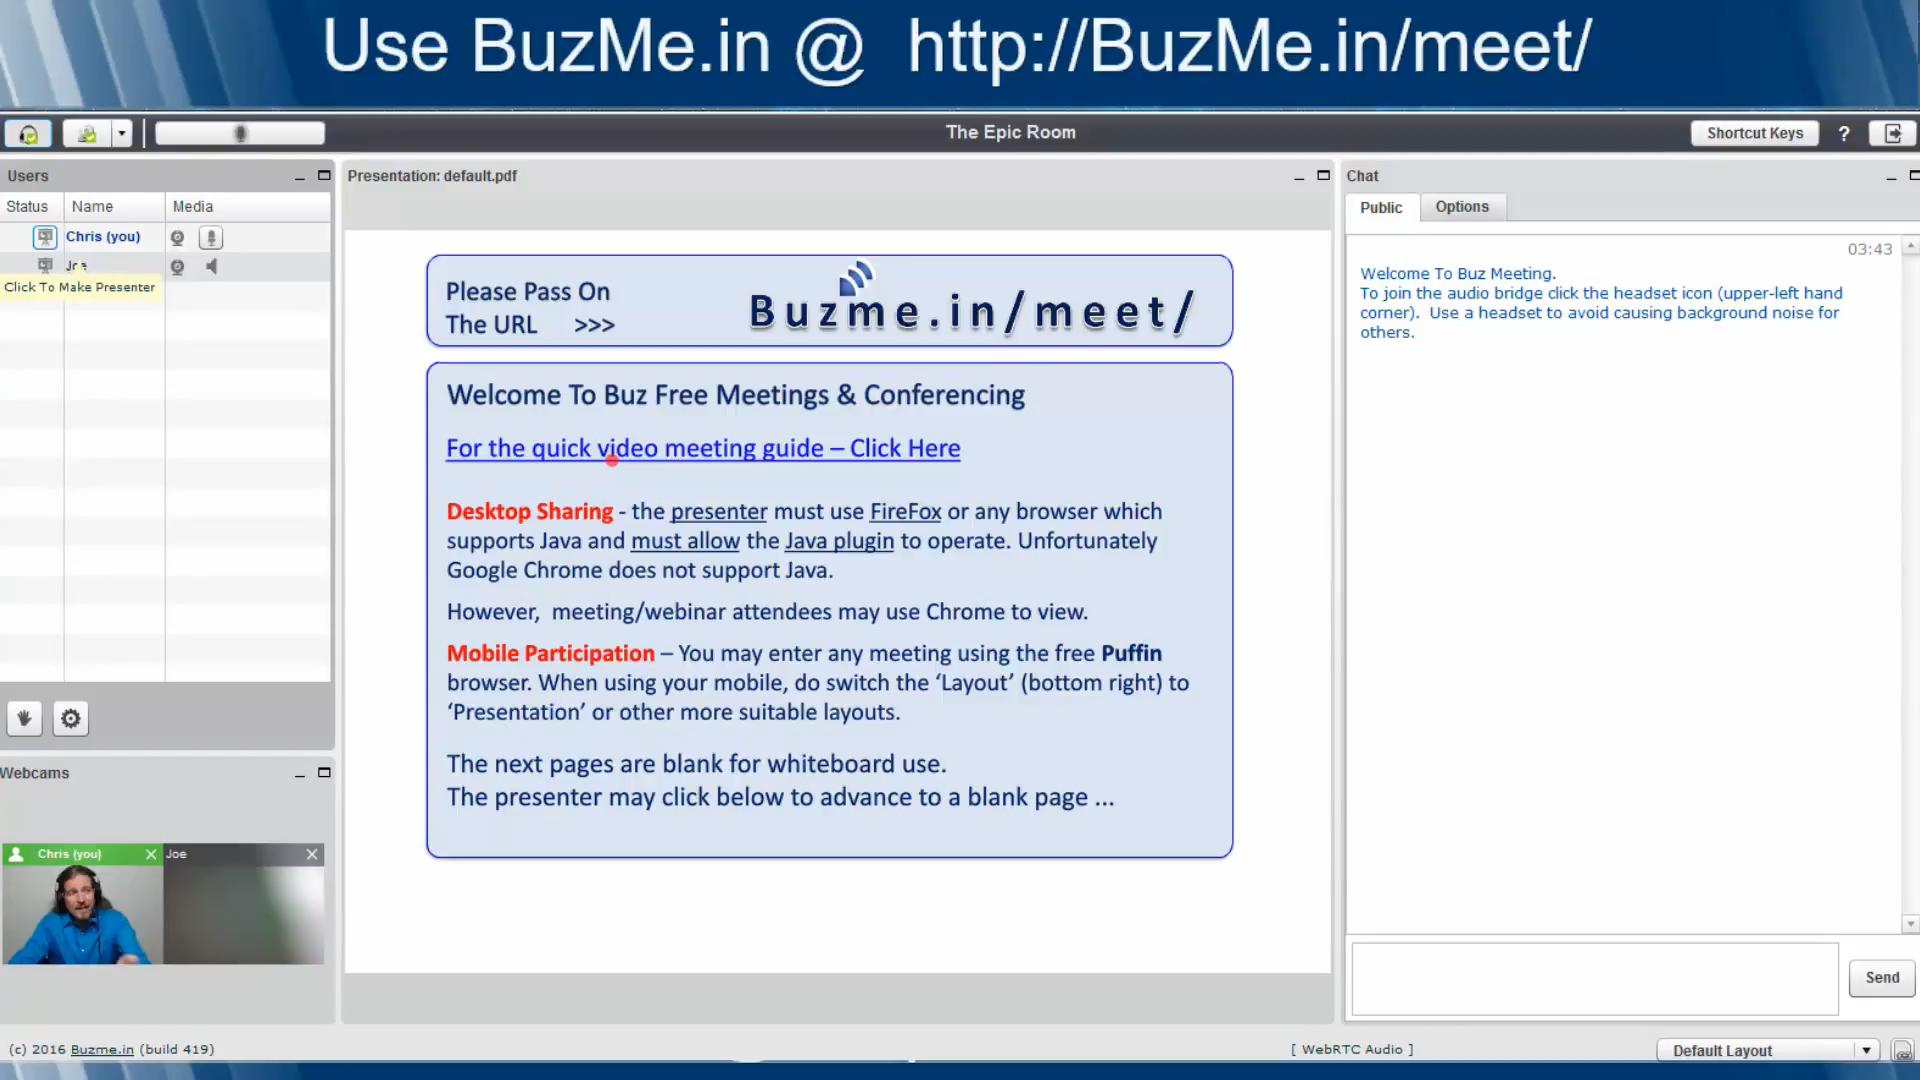 Use BuzMe.in @ http://BuzMe.in/meet/
The Epic Room
Shortcut Keys
?
Users
Status Name Media
Chris (you)
Joe
Click To Make Presenter
Webcams
Chris (you)
Joe
Presentation: default.pdf
Please Pass On
The URL >>>
Buzme.in/meet/
Welcome To Buz Free Meetings & Conferencing
For the quick video meeting guide – Click Here
Desktop Sharing - the presenter must use FireFox or any browser which
supports Java and must allow the Java plugin to operate. Unfortunately
Google Chrome does not support Java.
However, meeting/webinar attendees may use Chrome to view.
Mobile Participation – You may enter any meeting using the free Puffin
browser. When using your mobile, do switch the ‘Layout’ (bottom right) to
‘Presentation’ or other more suitable layouts.
The next pages are blank for whiteboard use.
The presenter may click below to advance to a blank page ...
Chat
Public Options
03:43
Welcome To Buz Meeting.
To join the audio bridge click the headset icon (upper-left hand
corner). Use a headset to avoid causing background noise for
others.
Send
(c) 2016 Buzme.in (build 419)
[ WebRTC Audio ]
Default Layout